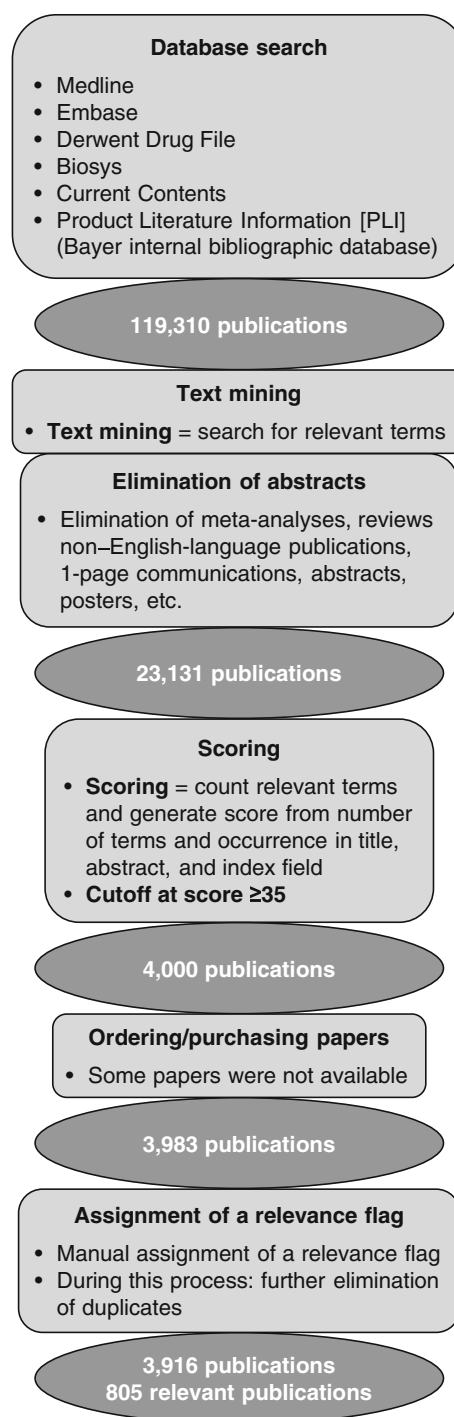 Database search
• Medline
• Embase
• Derwent Drug File
• Biosys
• Current Contents
• Product Literature Information [PLI]
(Bayer internal bibliographic database)
119,310 publications
Text mining
• Text mining = search for relevant terms
Elimination of abstracts
• Elimination of meta-analyses, reviews
non–English-language publications,
1-page communications, abstracts,
posters, etc.
23,131 publications
Scoring
• Scoring = count relevant terms
and generate score from number
of terms and occurrence in title,
abstract, and index field
• Cutoff at score ≥35
4,000 publications
Ordering/purchasing papers
• Some papers were not available
3,983 publications
Assignment of a relevance flag
• Manual assignment of a relevance flag
• During this process: further elimination
of duplicates
3,916 publications
805 relevant publications